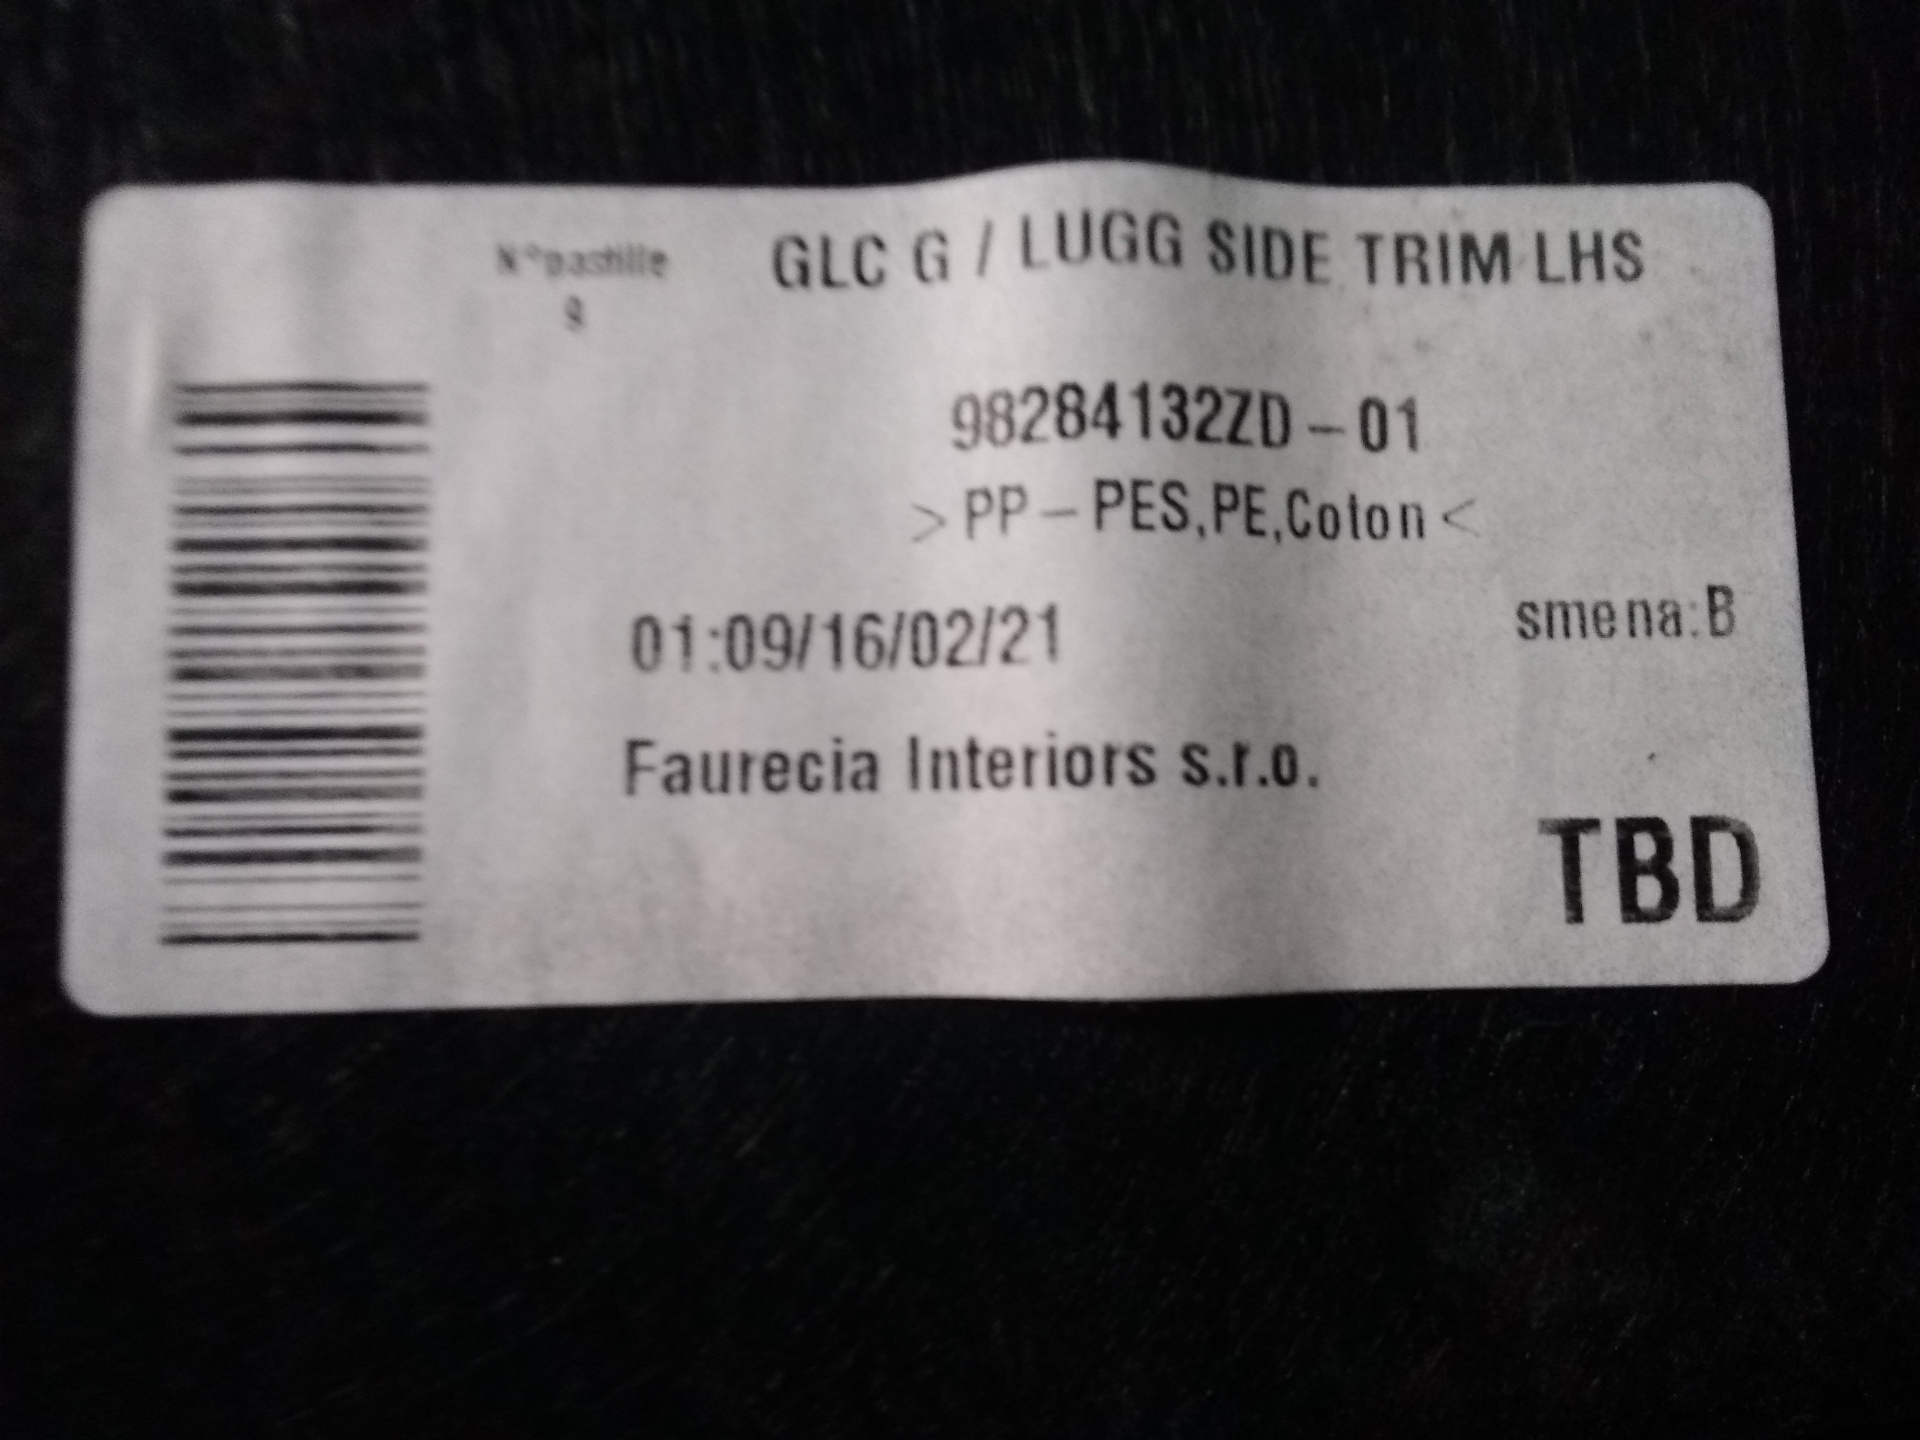 N°pastille
9
GLC G / LUGG SIDE TRIM LHS
98284132ZD-01
>PP-PES,PE,Coton<
01:09/16/02/21
smena:B
Faurecia Interiors s.r.o.
TBD